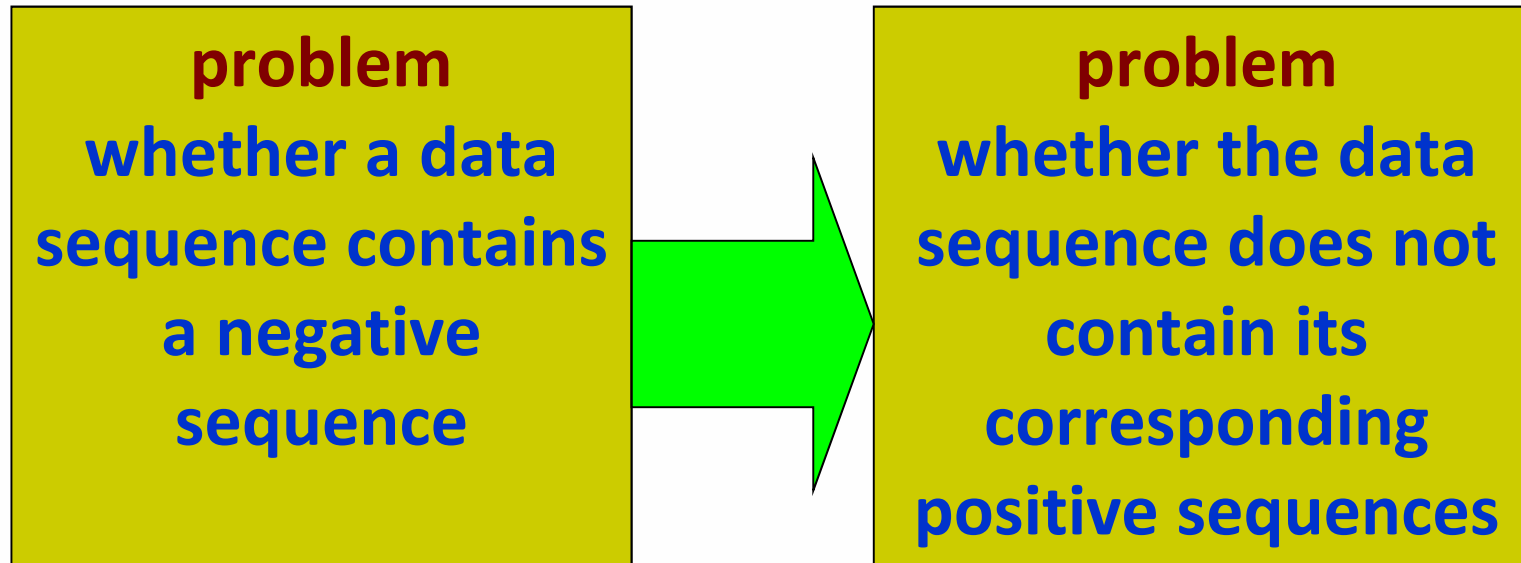 problem
whether a data
sequence contains
a negative
sequence
problem
whether the data
sequence does not
contain its
corresponding
positive sequences